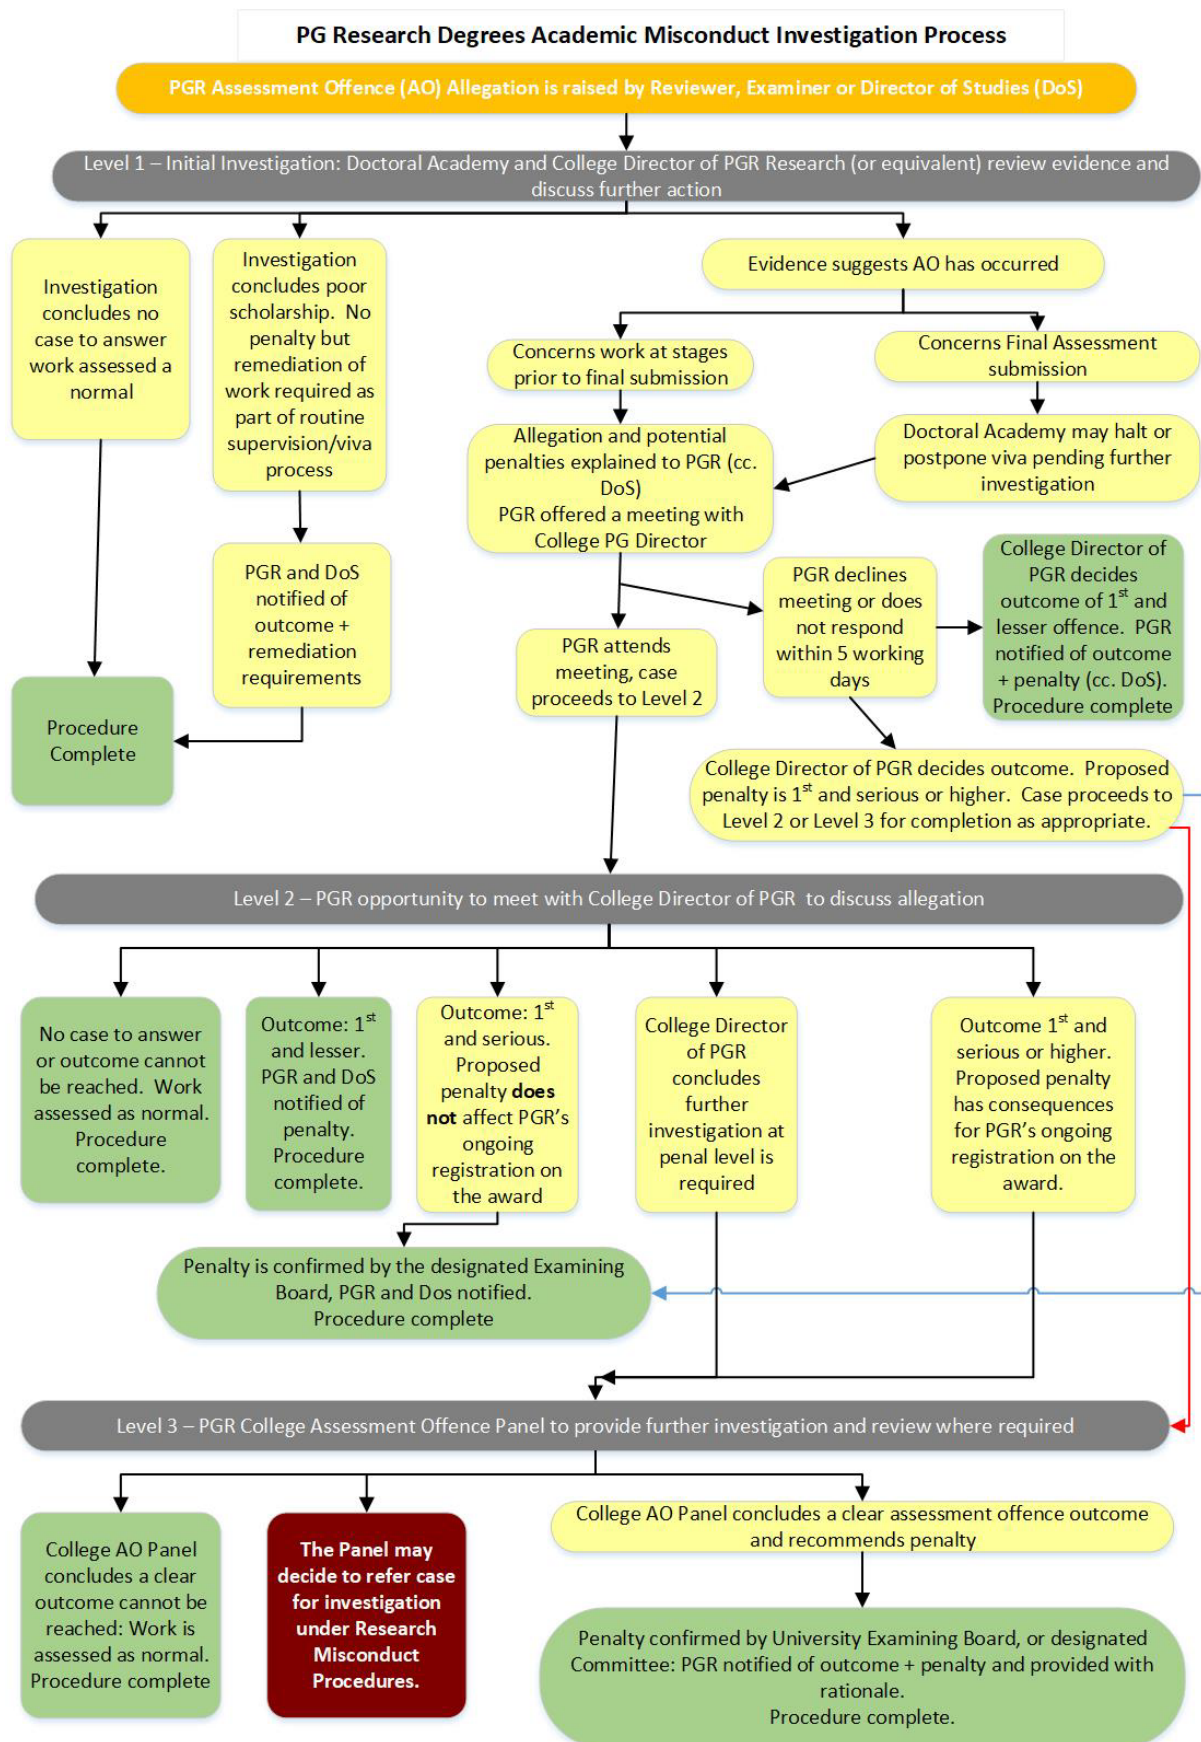 PG Research Degrees Academic Misconduct Investigation Process
PGR Assessment Offence (AO) Allegation is raised by Reviewer, Examiner or Director of Studies (DoS)
Level 1 – Initial Investigation: Doctoral Academy and College Director of PGR Research (or equivalent) review evidence and
discuss further action
Investigation
concludes no
case to answer
work assessed a
normal
Investigation
concludes poor
scholarship. No
penalty but
remediation of
work required as
part of routine
supervision/viva
process
Evidence suggests AO has occurred
Concerns work at stages
prior to final submission
Concerns Final Assessment
submission
Allegation and potential
penalties explained to PGR (cc.
DoS)
PGR offered a meeting with
College PG Director
Doctoral Academy may halt or
postpone viva pending further
investigation
PGR and DoS
notified of
outcome +
remediation
requirements
PGR attends
meeting, case
proceeds to Level 2
PGR declines
meeting or does
not respond
within 5 working
days
College Director of
PGR decides
outcome of 1st and
lesser offence. PGR
notified of outcome
+ penalty (cc. DoS).
Procedure complete
Procedure
Complete
College Director of PGR decides outcome. Proposed
penalty is 1st and serious or higher. Case proceeds to
Level 2 or Level 3 for completion as appropriate.
Level 2 – PGR opportunity to meet with College Director of PGR to discuss allegation
No case to answer
or outcome cannot
be reached. Work
assessed as normal.
Procedure
complete.
Outcome: 1st
and lesser.
PGR and DoS
notified of
penalty.
Procedure
complete.
Outcome: 1st
and serious.
Proposed
penalty does
not affect PGR's
ongoing
registration on
the award
College Director
of PGR
concludes
further
investigation at
penal level is
required
Outcome 1st and
serious or higher.
Proposed penalty
has consequences
for PGR's ongoing
registration on the
award.
Penalty is confirmed by the designated Examining
Board, PGR and Dos notified.
Procedure complete
Level 3 – PGR College Assessment Offence Panel to provide further investigation and review where required
College AO Panel
concludes a clear
outcome cannot be
reached: Work is
assessed as normal.
Procedure complete
The Panel may
decide to refer case
for investigation
under Research
Misconduct
Procedures.
College AO Panel concludes a clear assessment offence outcome
and recommends penalty
Penalty confirmed by University Examining Board, or designated
Committee: PGR notified of outcome + penalty and provided with
rationale.
Procedure complete.